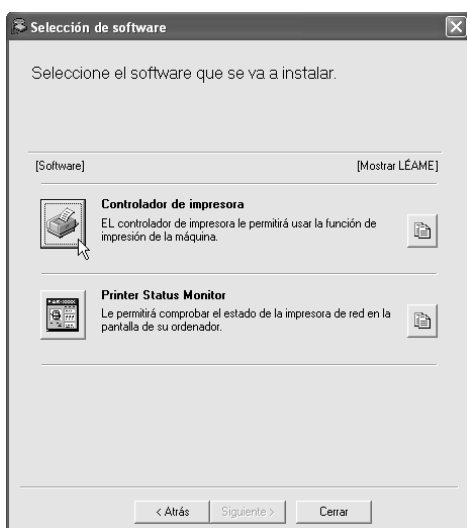 Selección de software
Seleccione el software que se va a instalar.
[Software] [Mostrar LÉAME]
Controlador de impresora
EL controlador de impresora le permitirá usar la función de
impresión de la máquina.
Printer Status Monitor
Le permitirá comprobar el estado de la impresora de red en la
pantalla de su ordenador.
< Atrás Siguiente > Cerrar